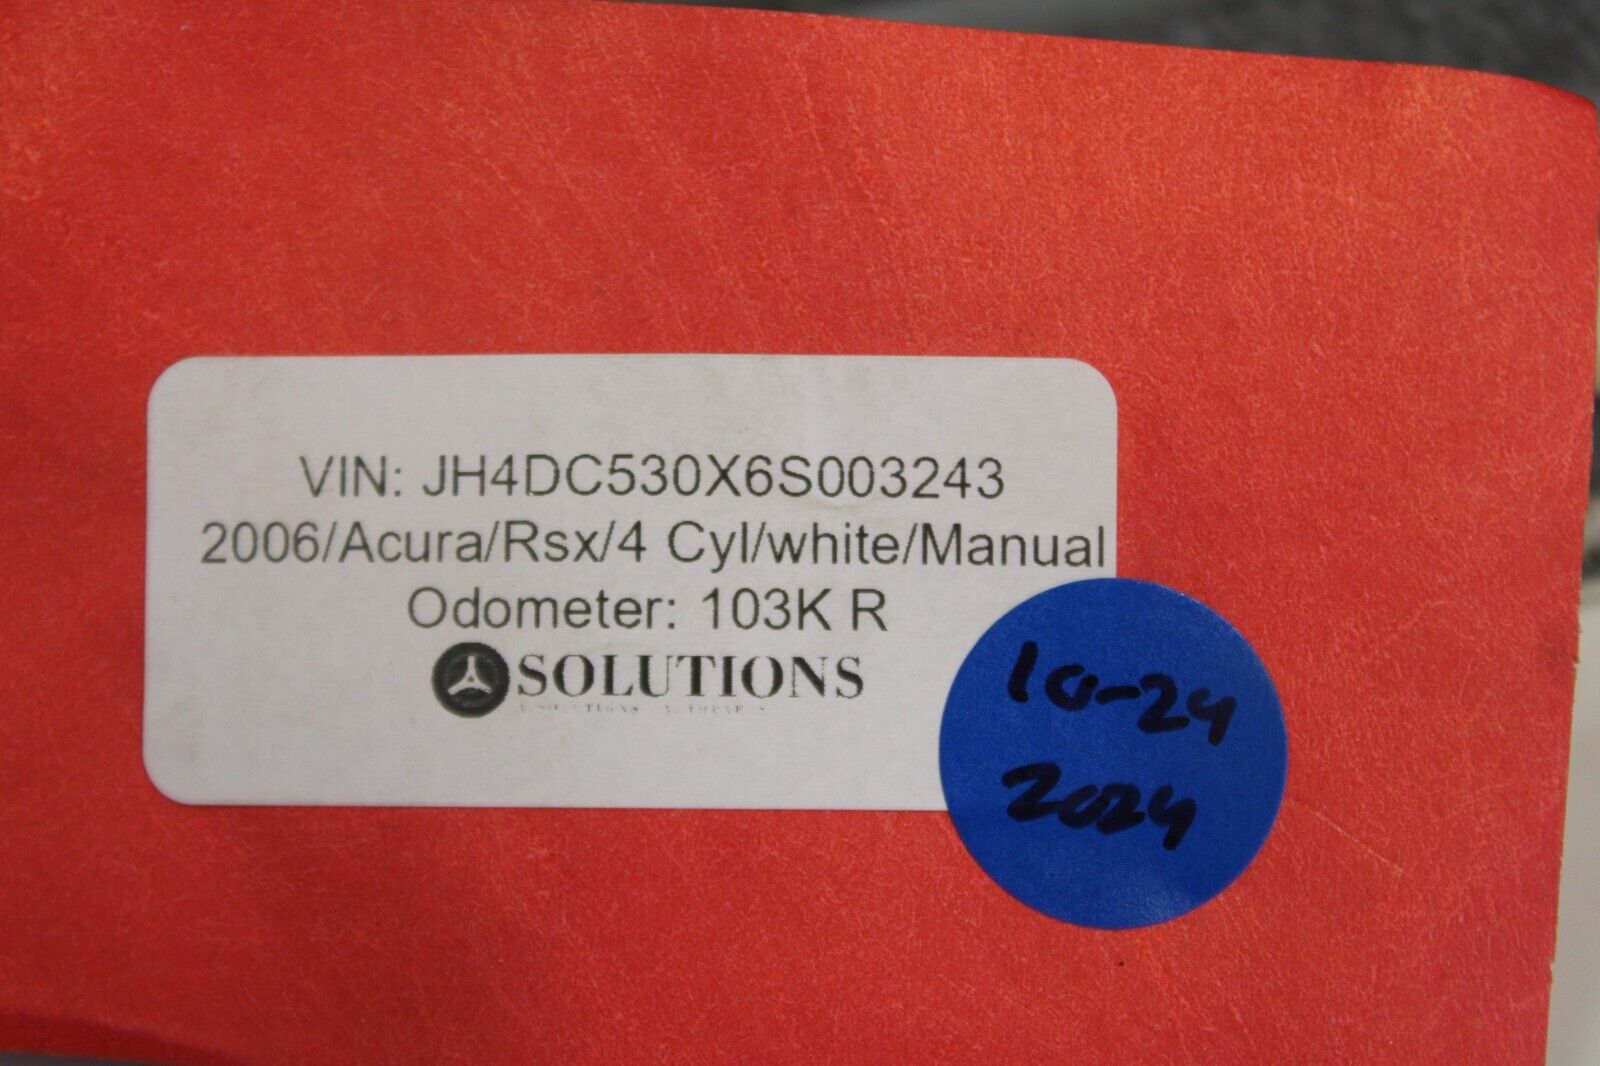 VIN: JH4DC530X6S003243
2006/Acura/Rsx/4 Cyl/white/Manual
Odometer: 103K R
SOLUTIONS
10-24
2024